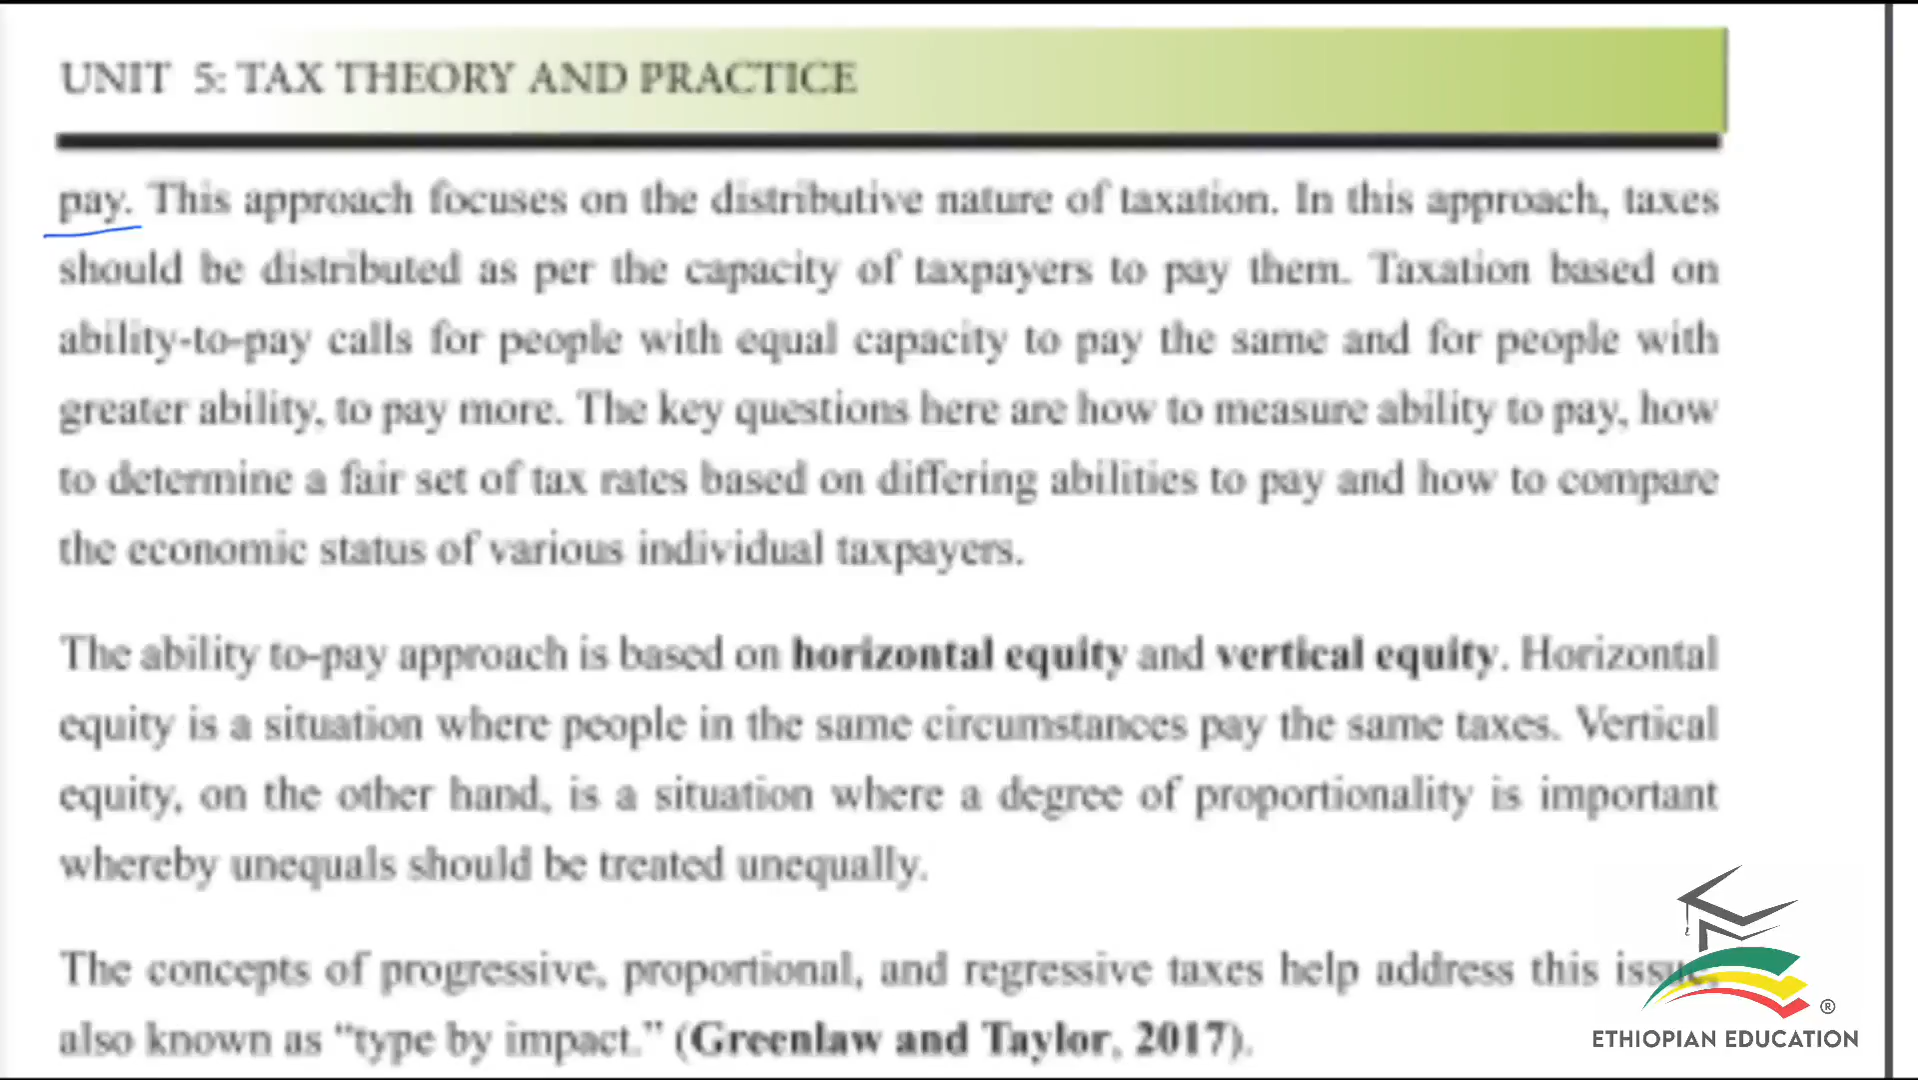 UNIT 5: TAX THEORY AND PRACTICE
pay. This approach focuses on the distributive nature of taxation. In this approach, taxes
should be distributed as per the capacity of taxpayers to pay them. Taxation based on
ability-to-pay calls for people with equal capacity to pay the same and for people with
greater ability, to pay more. The key questions here are how to measure ability to pay, how
to determine a fair set of tax rates based on differing abilities to pay and how to compare
the economic status of various individual taxpayers.
The ability to-pay approach is based on horizontal equity and vertical equity. Horizontal
equity is a situation where people in the same circumstances pay the same taxes. Vertical
equity, on the other hand, is a situation where a degree of proportionality is important
whereby unequals should be treated unequally.
The concepts of progressive, proportional, and regressive taxes help address this issue,
also known as “type by impact.” (Greenlaw and Taylor, 2017).
®
ETHIOPIAN EDUCATION